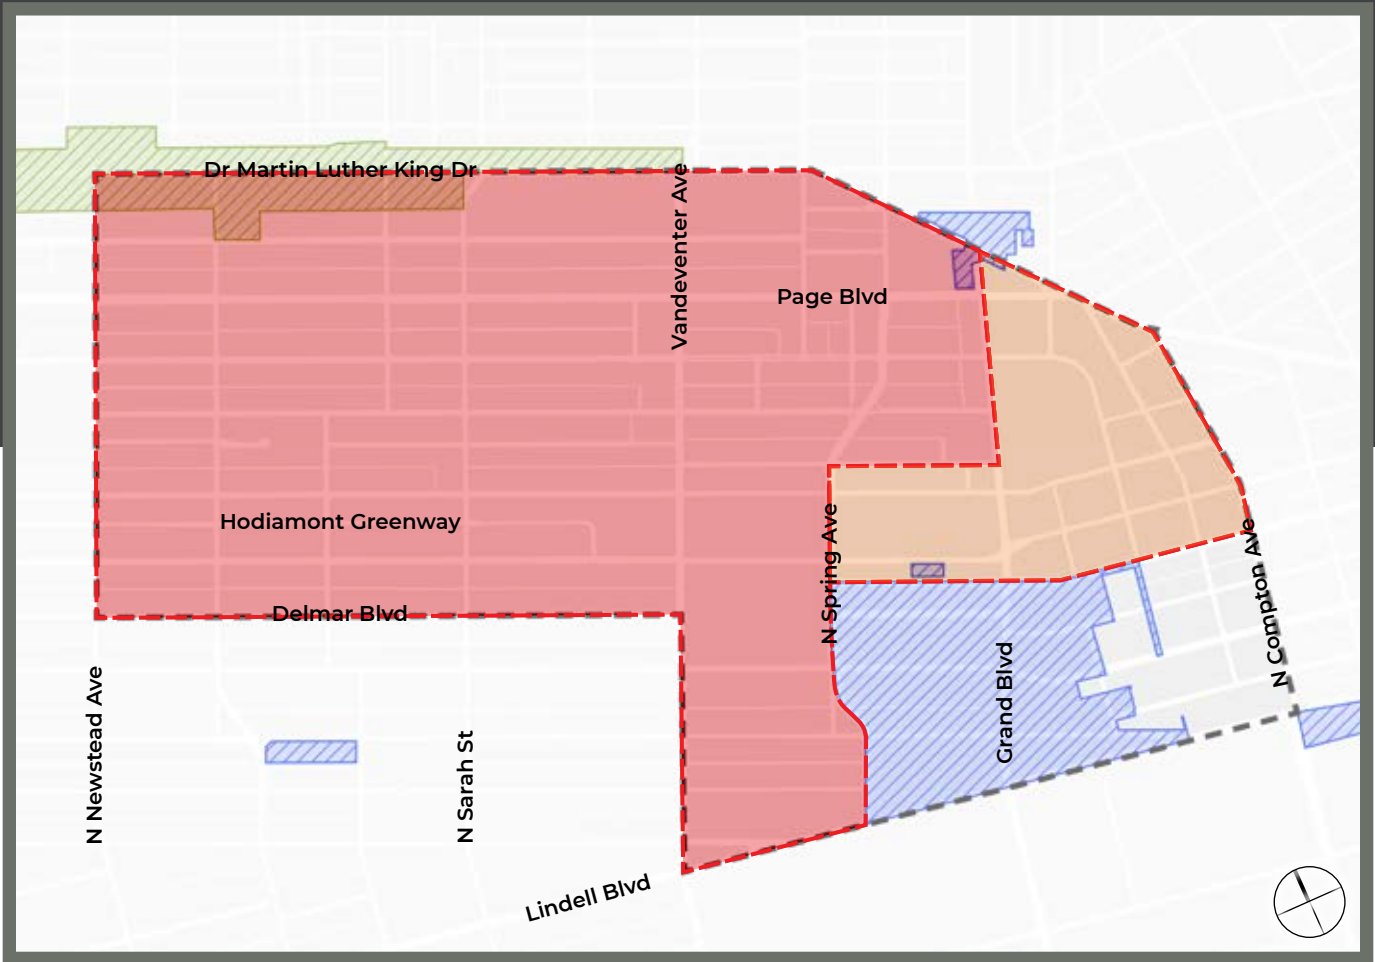 Dr Martin Luther King Dr
Vandeventer Ave
Page Blvd
Hodiamont Greenway
N Spring Ave
Delmar Blvd
N Compton Ave
Grand Blvd
N Newstead Ave
N Sarah St
Lindell Blvd